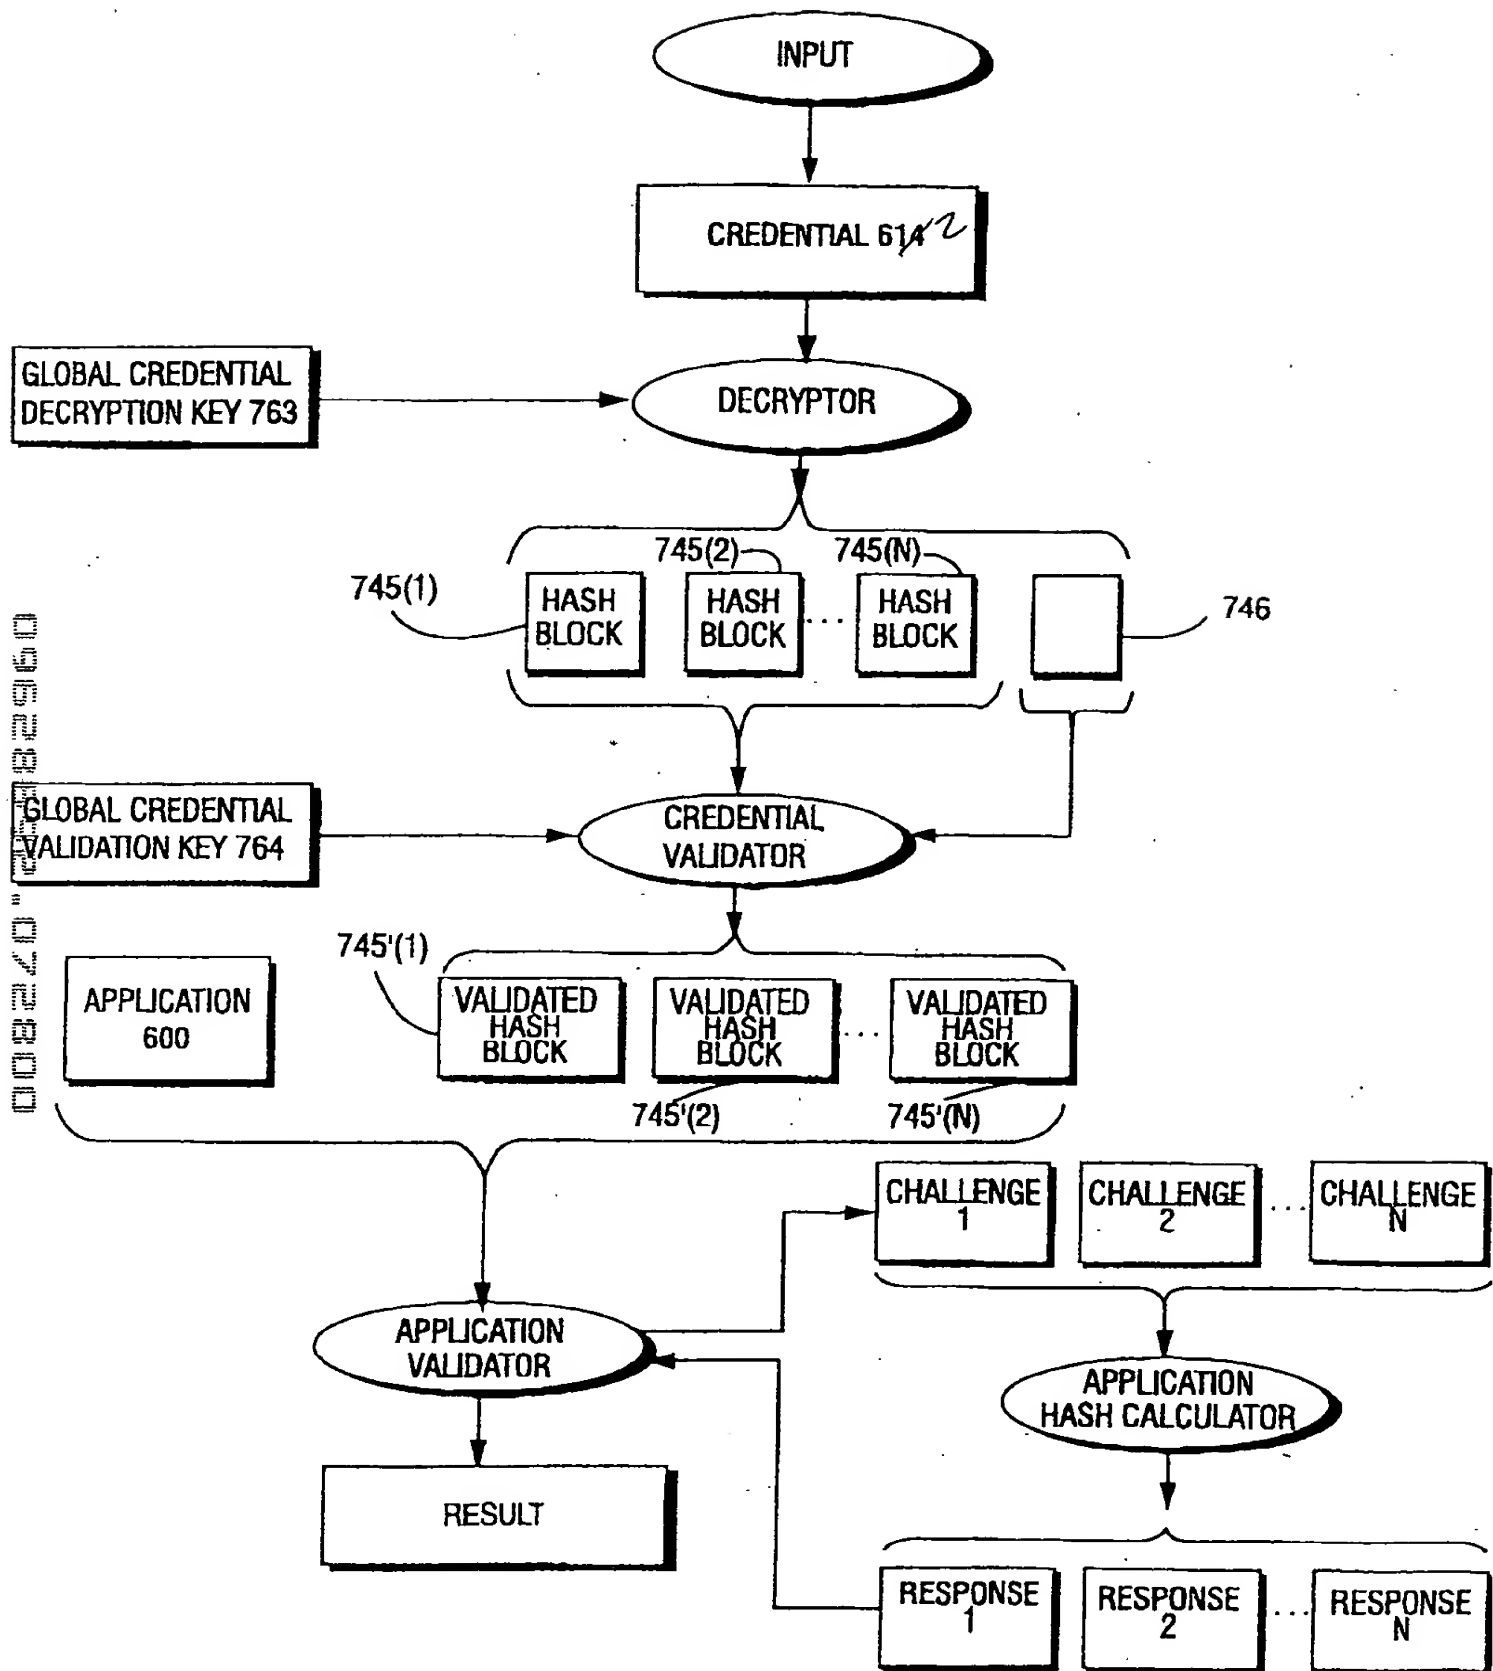 INPUT
CREDENTIAL 614 2
GLOBAL CREDENTIAL
DECRYPTION KEY 763
DECRYPTOR
745(1)
745(2)
745(N)
HASH
BLOCK
HASH
BLOCK
...
HASH
BLOCK
746
GLOBAL CREDENTIAL
VALIDATION KEY 764
CREDENTIAL
VALIDATOR
745'(1)
APPLICATION
600
VALIDATED
HASH
BLOCK
VALIDATED
HASH
BLOCK
...
VALIDATED
HASH
BLOCK
745'(2)
745'(N)
CHALLENGE
1
CHALLENGE
2
...
CHALLENGE
N
APPLICATION
VALIDATOR
APPLICATION
HASH CALCULATOR
RESULT
RESPONSE
1
RESPONSE
2
...
RESPONSE
N